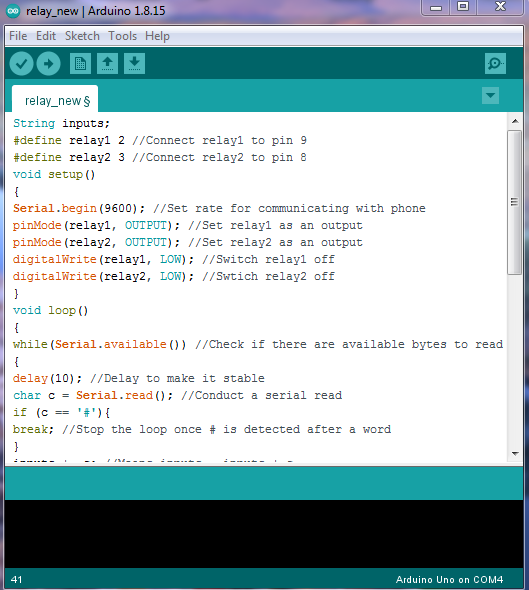 relay_new | Arduino 1.8.15
File Edit Sketch Tools Help
relay_new §
String inputs;
#define relay1 2 //Connect relay1 to pin 9
#define relay2 3 //Connect relay2 to pin 8
void setup()
{
Serial.begin(9600); //Set rate for communicating with phone
pinMode(relay1, OUTPUT); //Set relay1 as an output
pinMode(relay2, OUTPUT); //Set relay2 as an output
digitalWrite(relay1, LOW); //Switch relay1 off
digitalWrite(relay2, LOW); //Swtich relay2 off
}
void loop()
{
while(Serial.available()) //Check if there are available bytes to read
{
delay(10); //Delay to make it stable
char c = Serial.read(); //Conduct a serial read
if (c == '#'){
break; //Stop the loop once # is detected after a word
}
41
Arduino Uno on COM4